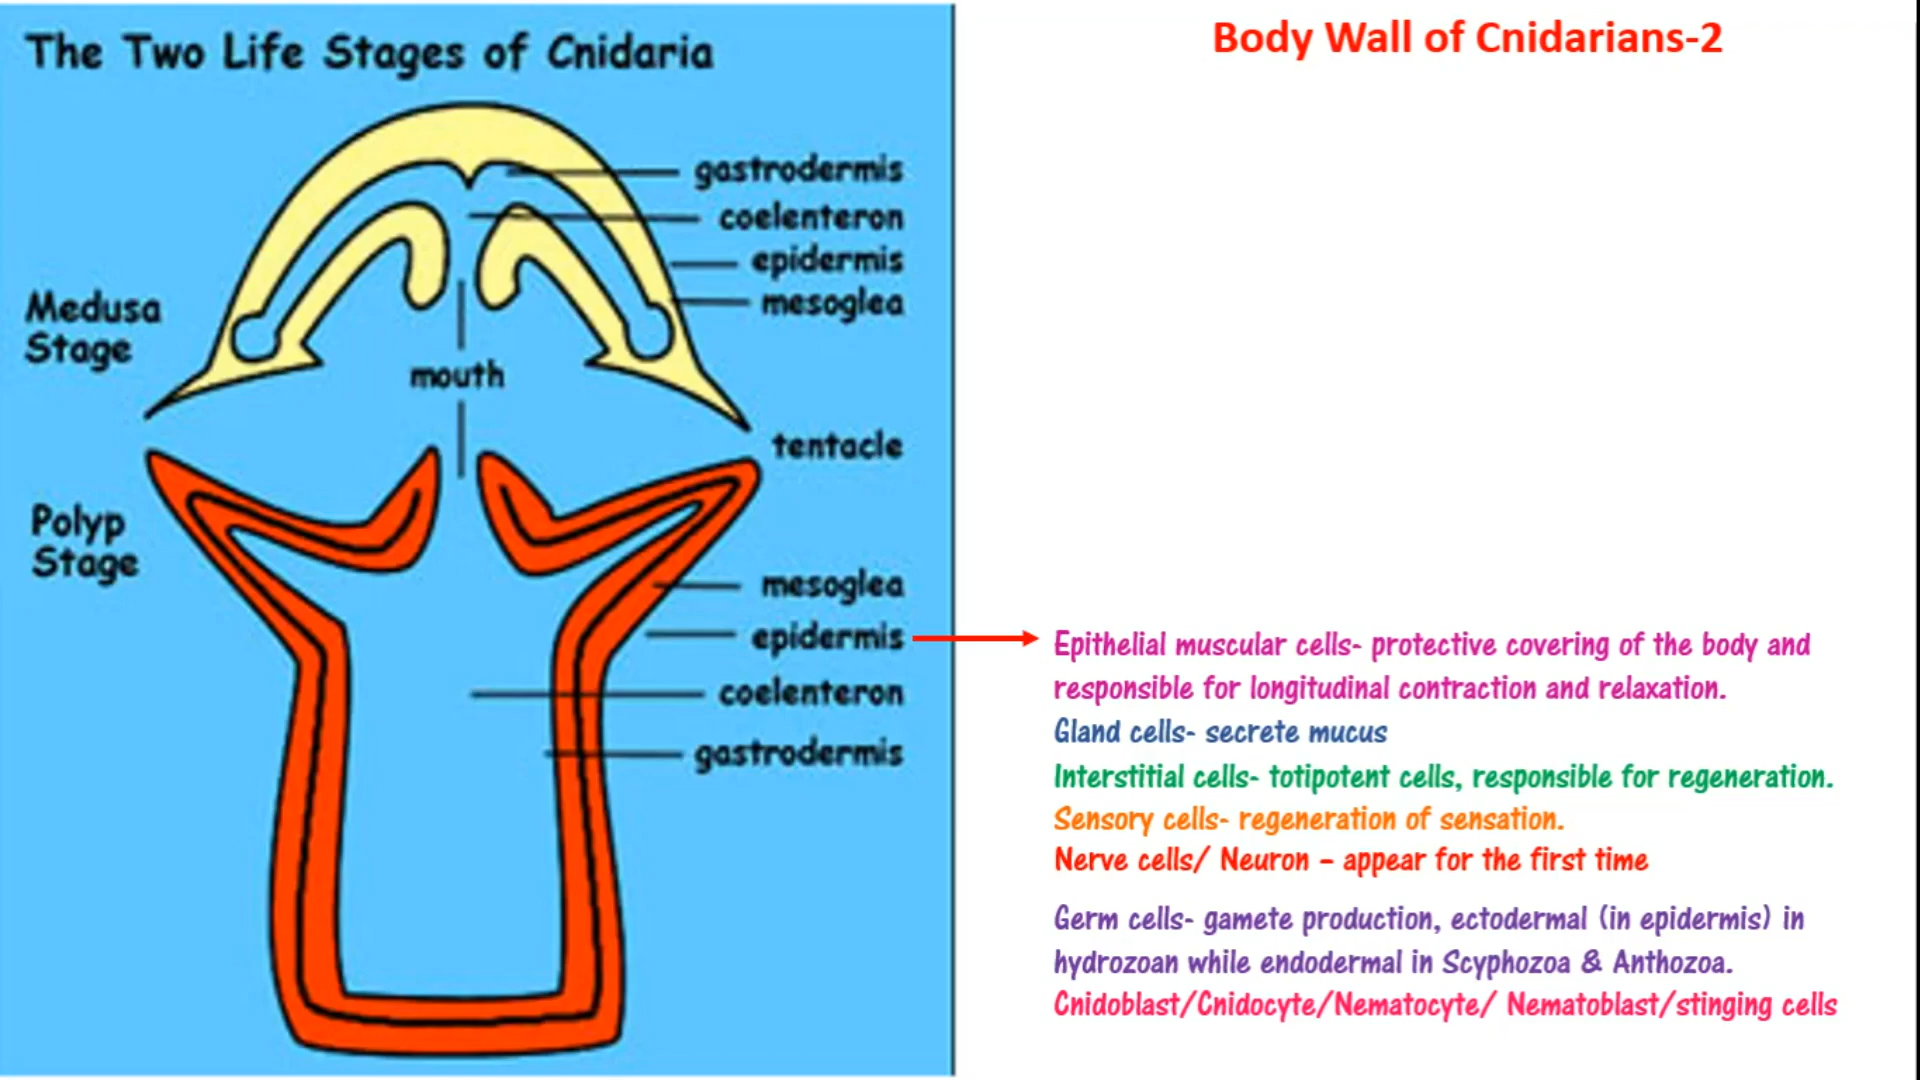 The Two Life Stages of Cnidaria
gastrodermis
coelenteron
epidermis
mesoglea
Medusa
Stage
mouth
tentacle
Polyp
Stage
mesoglea
epidermis
coelenteron
gastrodermis
Body Wall of Cnidarians-2
Epithelial muscular cells- protective covering of the body and
responsible for longitudinal contraction and relaxation.
Gland cells- secrete mucus
Interstitial cells- totipotent cells, responsible for regeneration.
Sensory cells- regeneration of sensation.
Nerve cells/ Neuron – appear for the first time
Germ cells- gamete production, ectodermal (in epidermis) in
hydrozoan while endodermal in Scyphozoa & Anthozoa.
Cnidoblast/Cnidocyte/Nematocyte/ Nematoblast/stinging cells